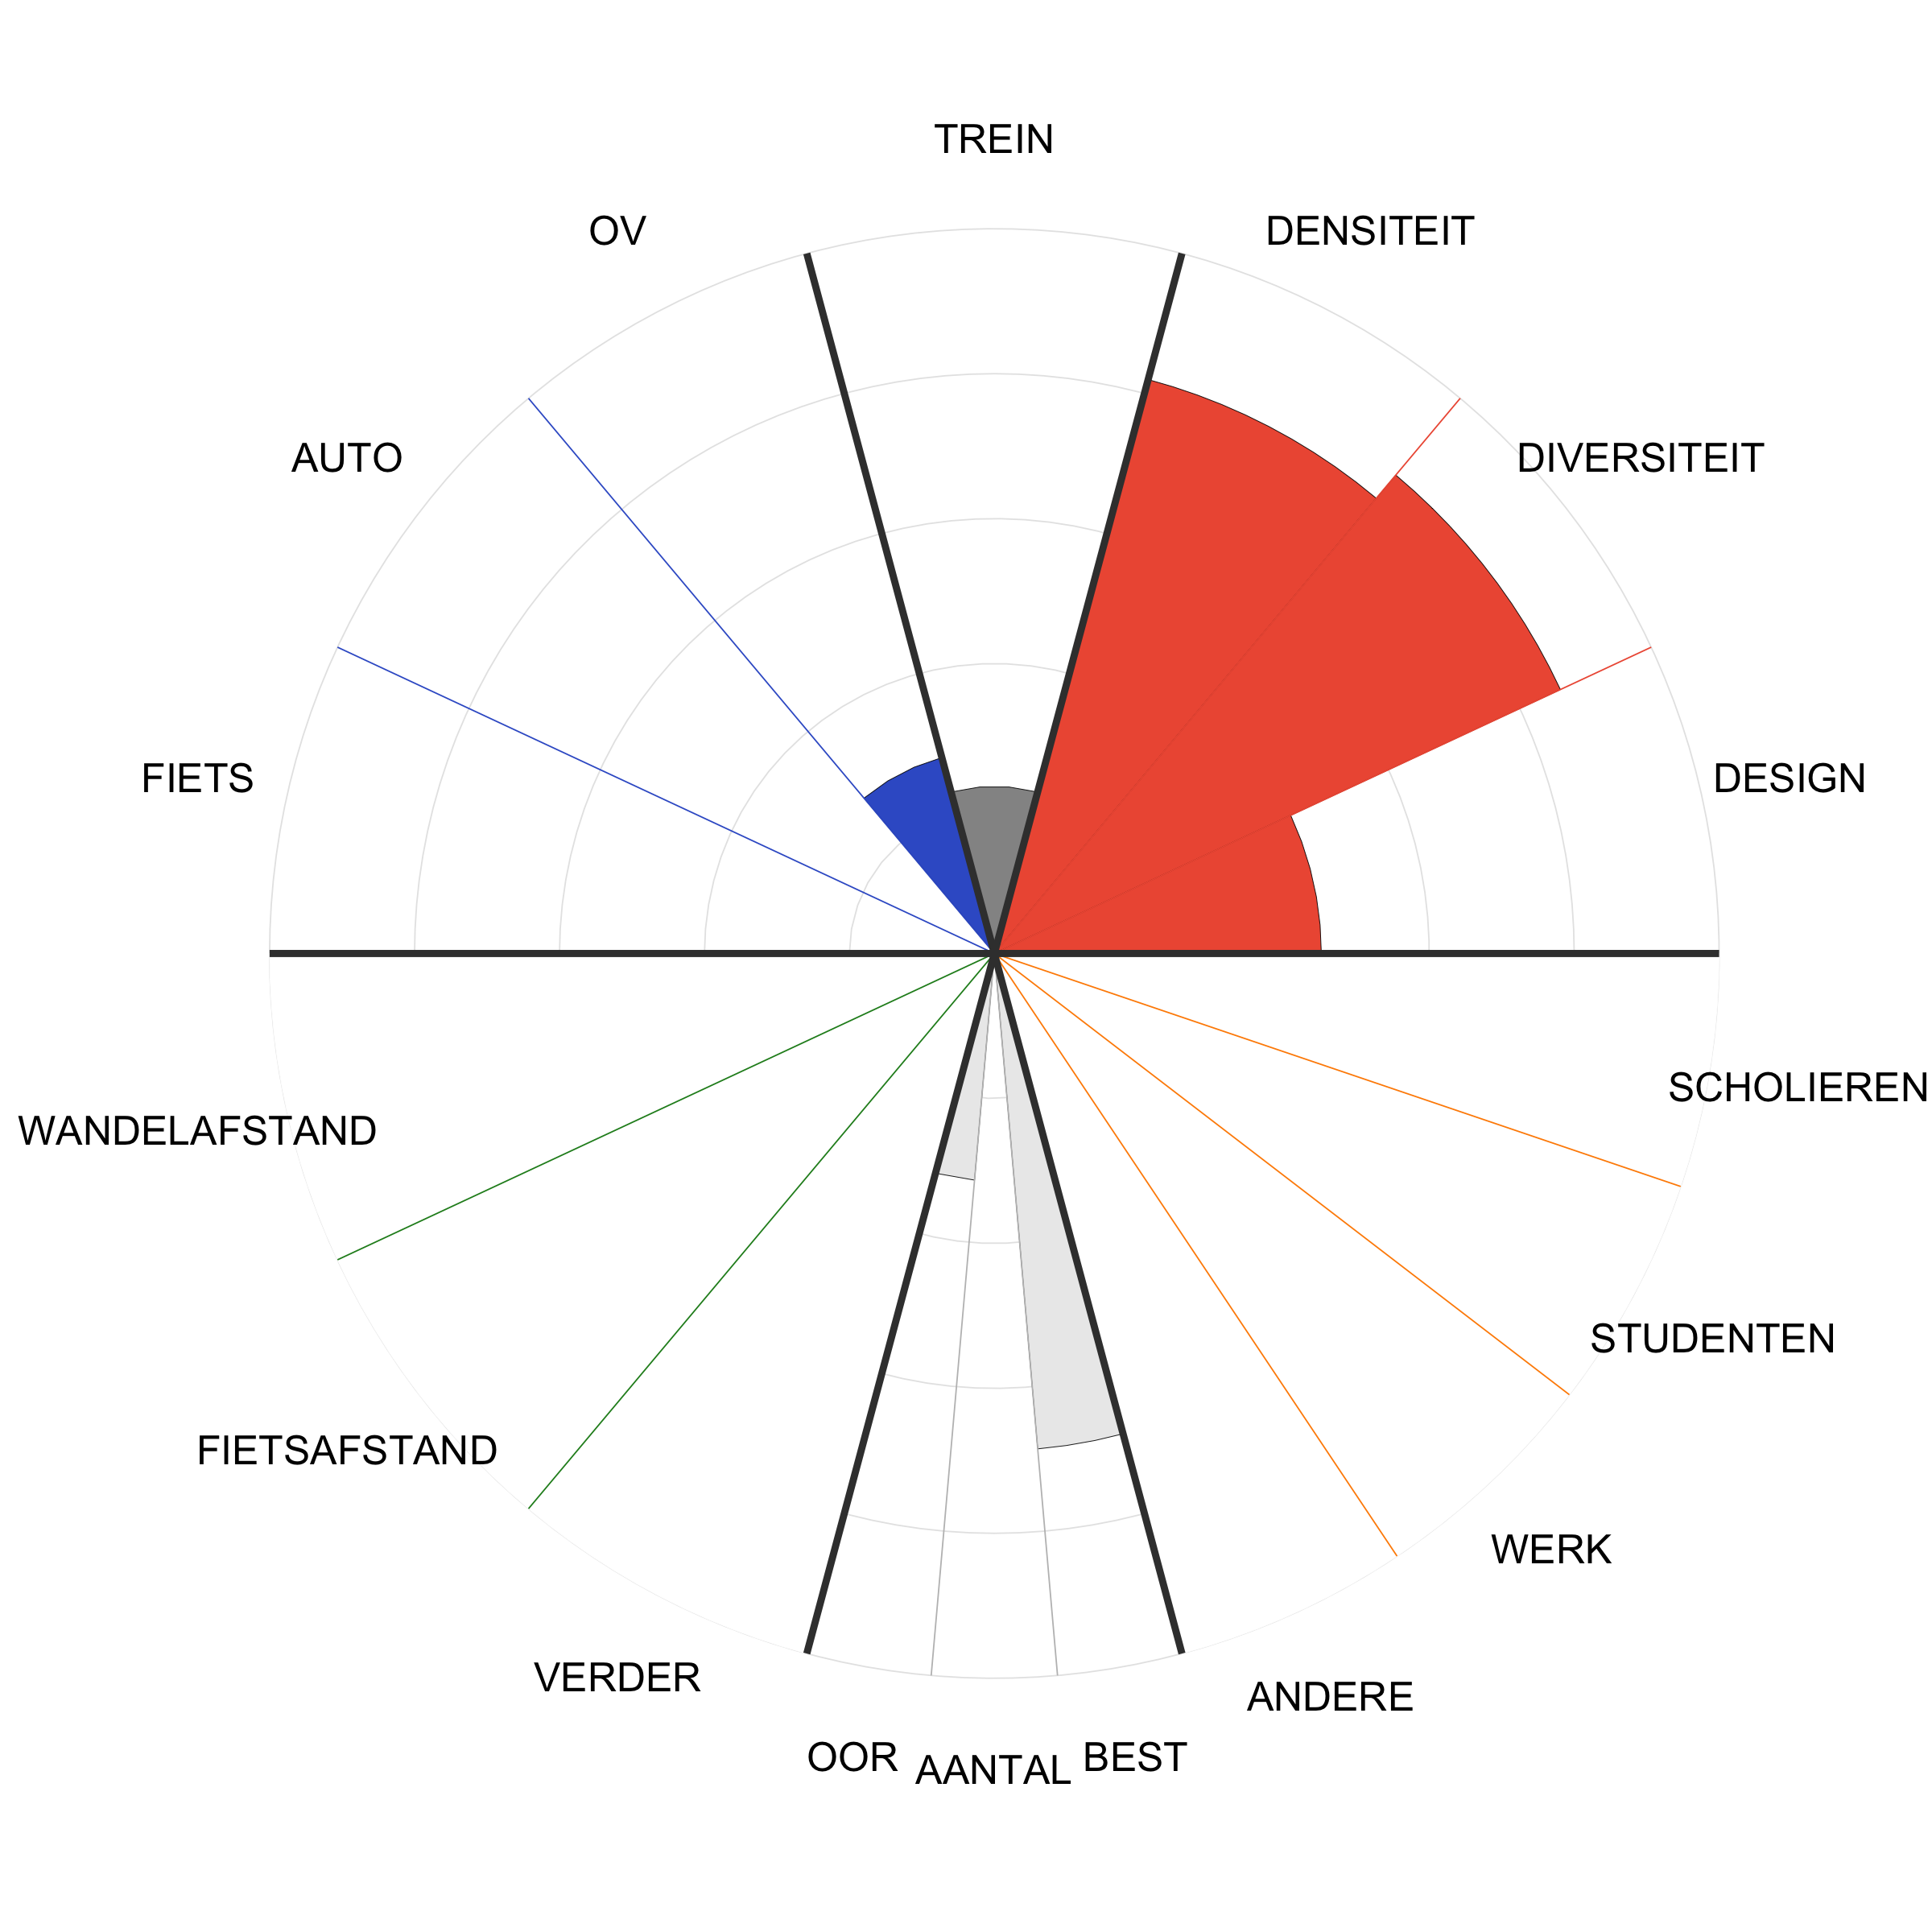 TREIN
OV
DENSITEIT
AUTO
DIVERSITEIT
FIETS
DESIGN
SCHOLIEREN
WANDELAFSTAND
STUDENTEN
FIETSAFSTAND
WERK
VERDER
ANDERE
OOR
AANTAL
BEST